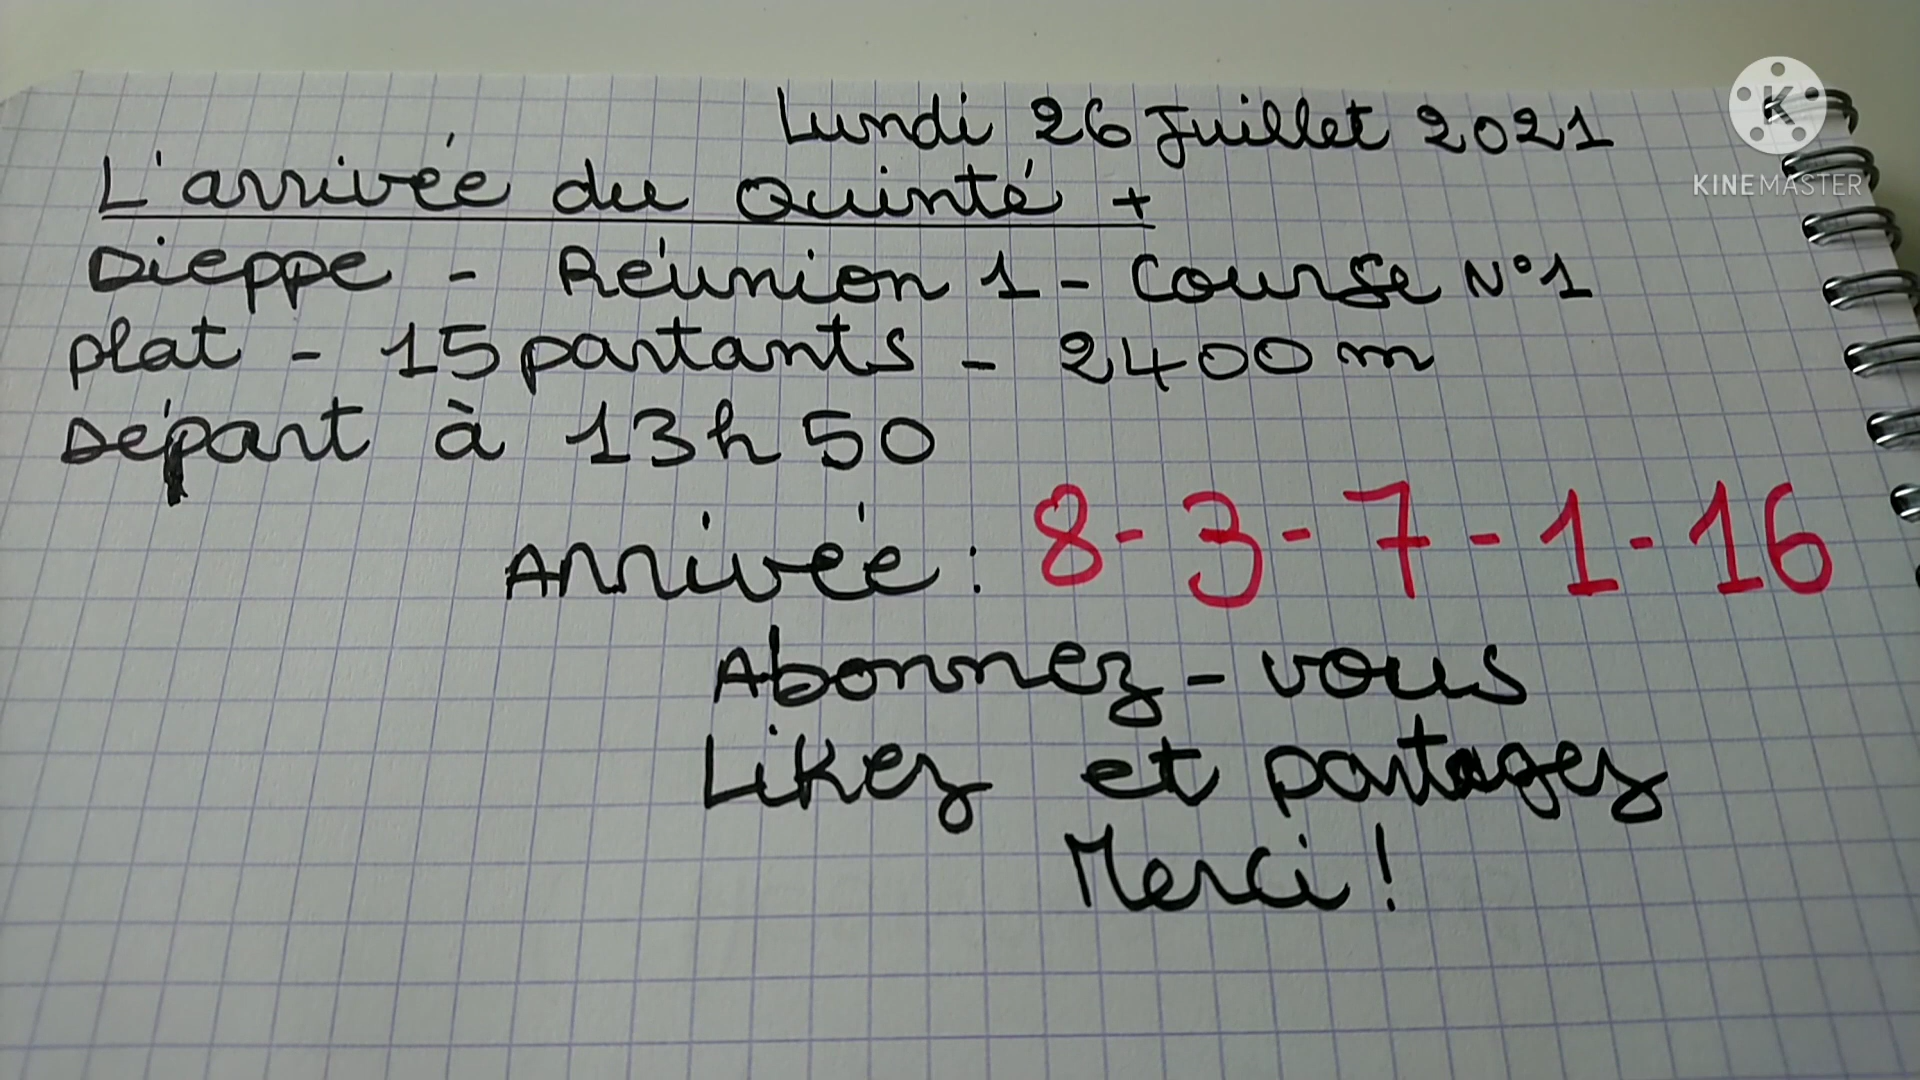 Lundi 26 Juillet 2021
L'arrivée du Quinté +
Dieppe - Réunion 1 - Course N°1
plat - 15 partants - 2400 m
Départ à 13h50
Arrivée : 8 - 3 - 7 - 1 - 16
Abonnez-vous
Likez et partagez
Merci !
K
KINEMASTER